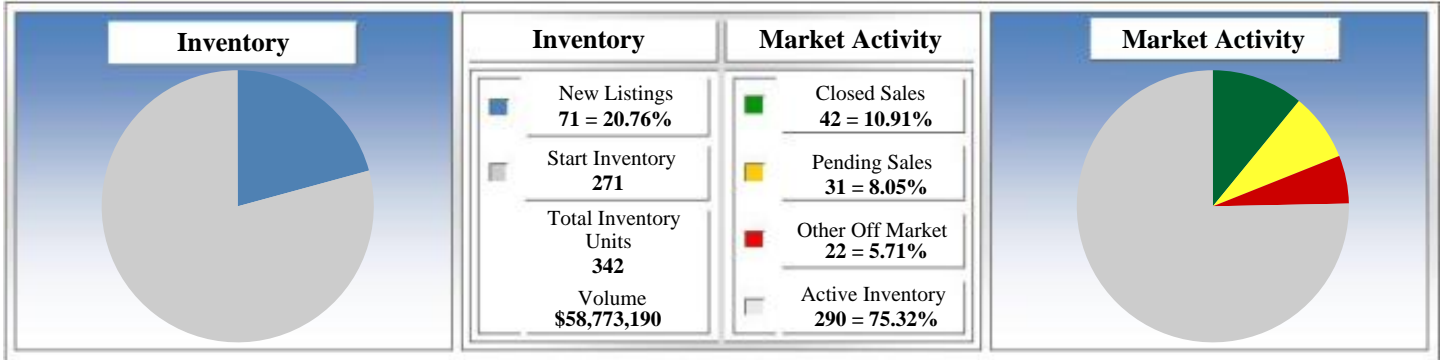 Inventory
Inventory
Market Activity
New Listings
71 = 20.76%
Start Inventory
271
Total Inventory
Units
342
Volume
$58,773,190
Closed Sales
42 = 10.91%
Pending Sales
31 = 8.05%
Other Off Market
22 = 5.71%
Active Inventory
290 = 75.32%
Market Activity